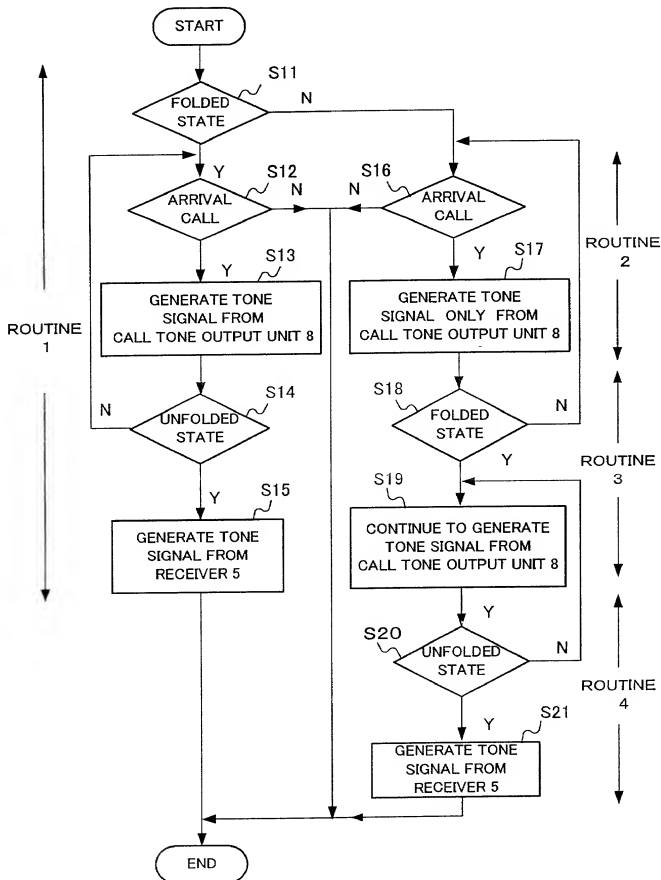 START
S11
FOLDED
STATE
N
Y
S12
ARRIVAL
CALL
N
S16
N
ARRIVAL
CALL
Y
S13
GENERATE TONE
SIGNAL FROM
CALL TONE OUTPUT UNIT 8
Y
S17
GENERATE TONE
SIGNAL ONLY FROM
CALL TONE OUTPUT UNIT 8
ROUTINE
1
ROUTINE
2
S14
UNFOLDED
STATE
N
Y
S18
FOLDED
STATE
N
Y
S15
GENERATE TONE
SIGNAL FROM
RECEIVER 5
S19
CONTINUE TO GENERATE
TONE SIGNAL FROM
CALL TONE OUTPUT UNIT 8
ROUTINE
3
Y
S20
UNFOLDED
STATE
N
Y
ROUTINE
4
S21
GENERATE TONE
SIGNAL FROM
RECEIVER 5
END